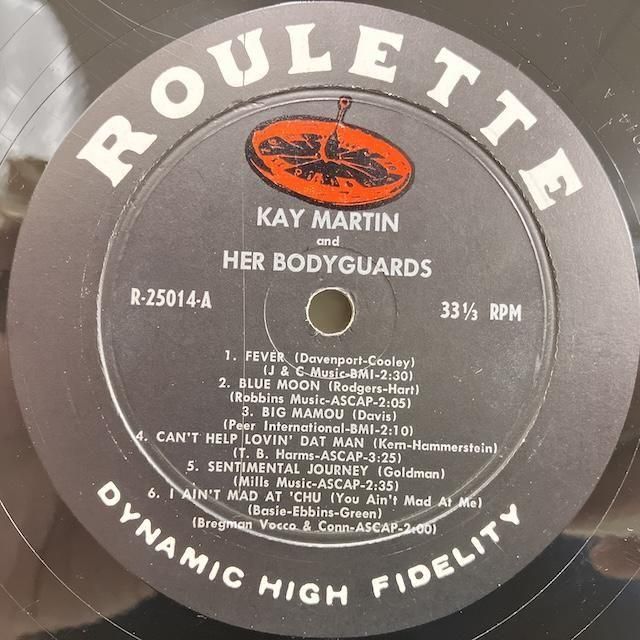 ROULETTE
KAY MARTIN
and
HER BODYGUARDS
R-25014-A
33⅓ RPM
1. FEVER (Davenport-Cooley)
(J & C Music-BMI-2:30)
2. BLUE MOON (Rodgers-Hart)
(Robbins Music-ASCAP-2:05)
3. BIG MAMOU (Davis)
(Peer International-BMI-2:10)
4. CAN'T HELP LOVIN' DAT MAN (Kern-Hammerstein)
(T. B. Harms-ASCAP-3:25)
5. SENTIMENTAL JOURNEY (Goldman)
(Mills Music-ASCAP-2:35)
6. I AIN'T MAD AT 'CHU (You Ain't Mad At Me)
(Basie-Ebbins-Green)
(Bregman Vocco & Conn-ASCAP-2:00)
DYNAMIC HIGH FIDELITY